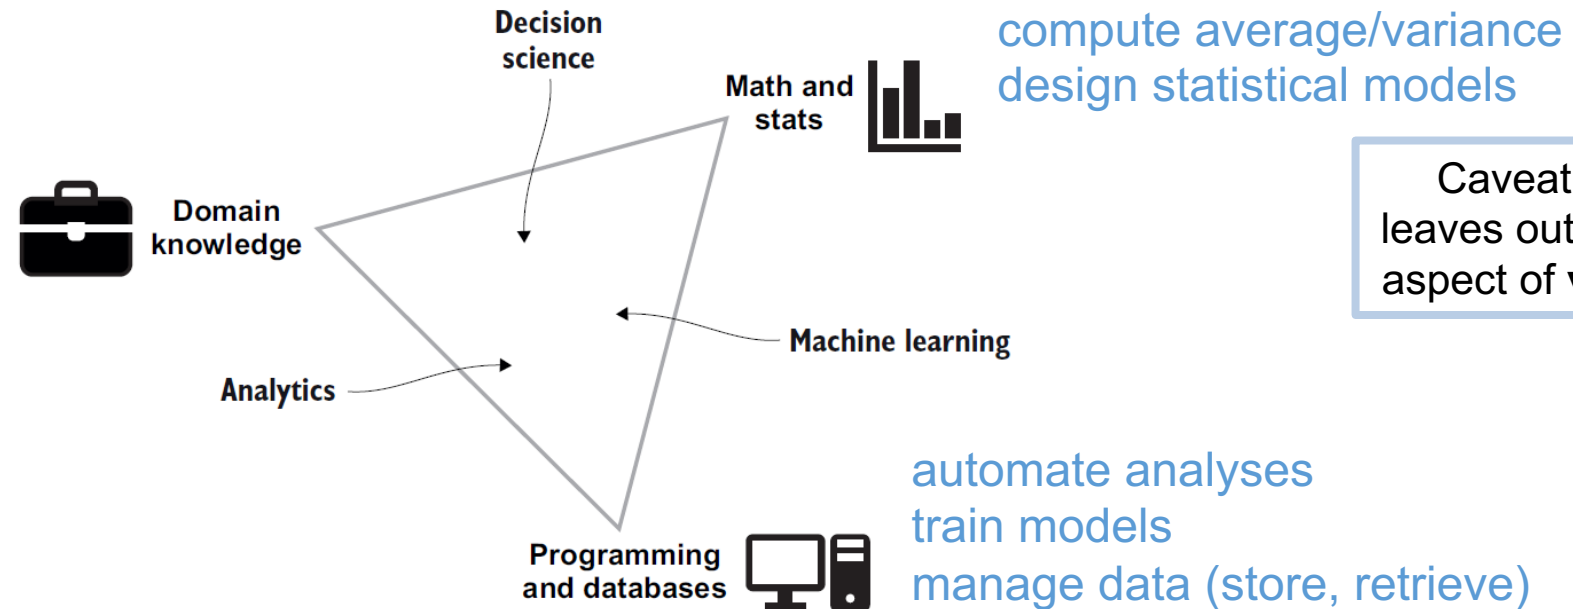 Decision
science
compute average/variance
design statistical models
Math and
stats
Caveat
leaves out
aspect of
Domain
knowledge
Machine learning
Analytics
automate analyses
train models
manage data (store, retrieve)
Programming
and databases